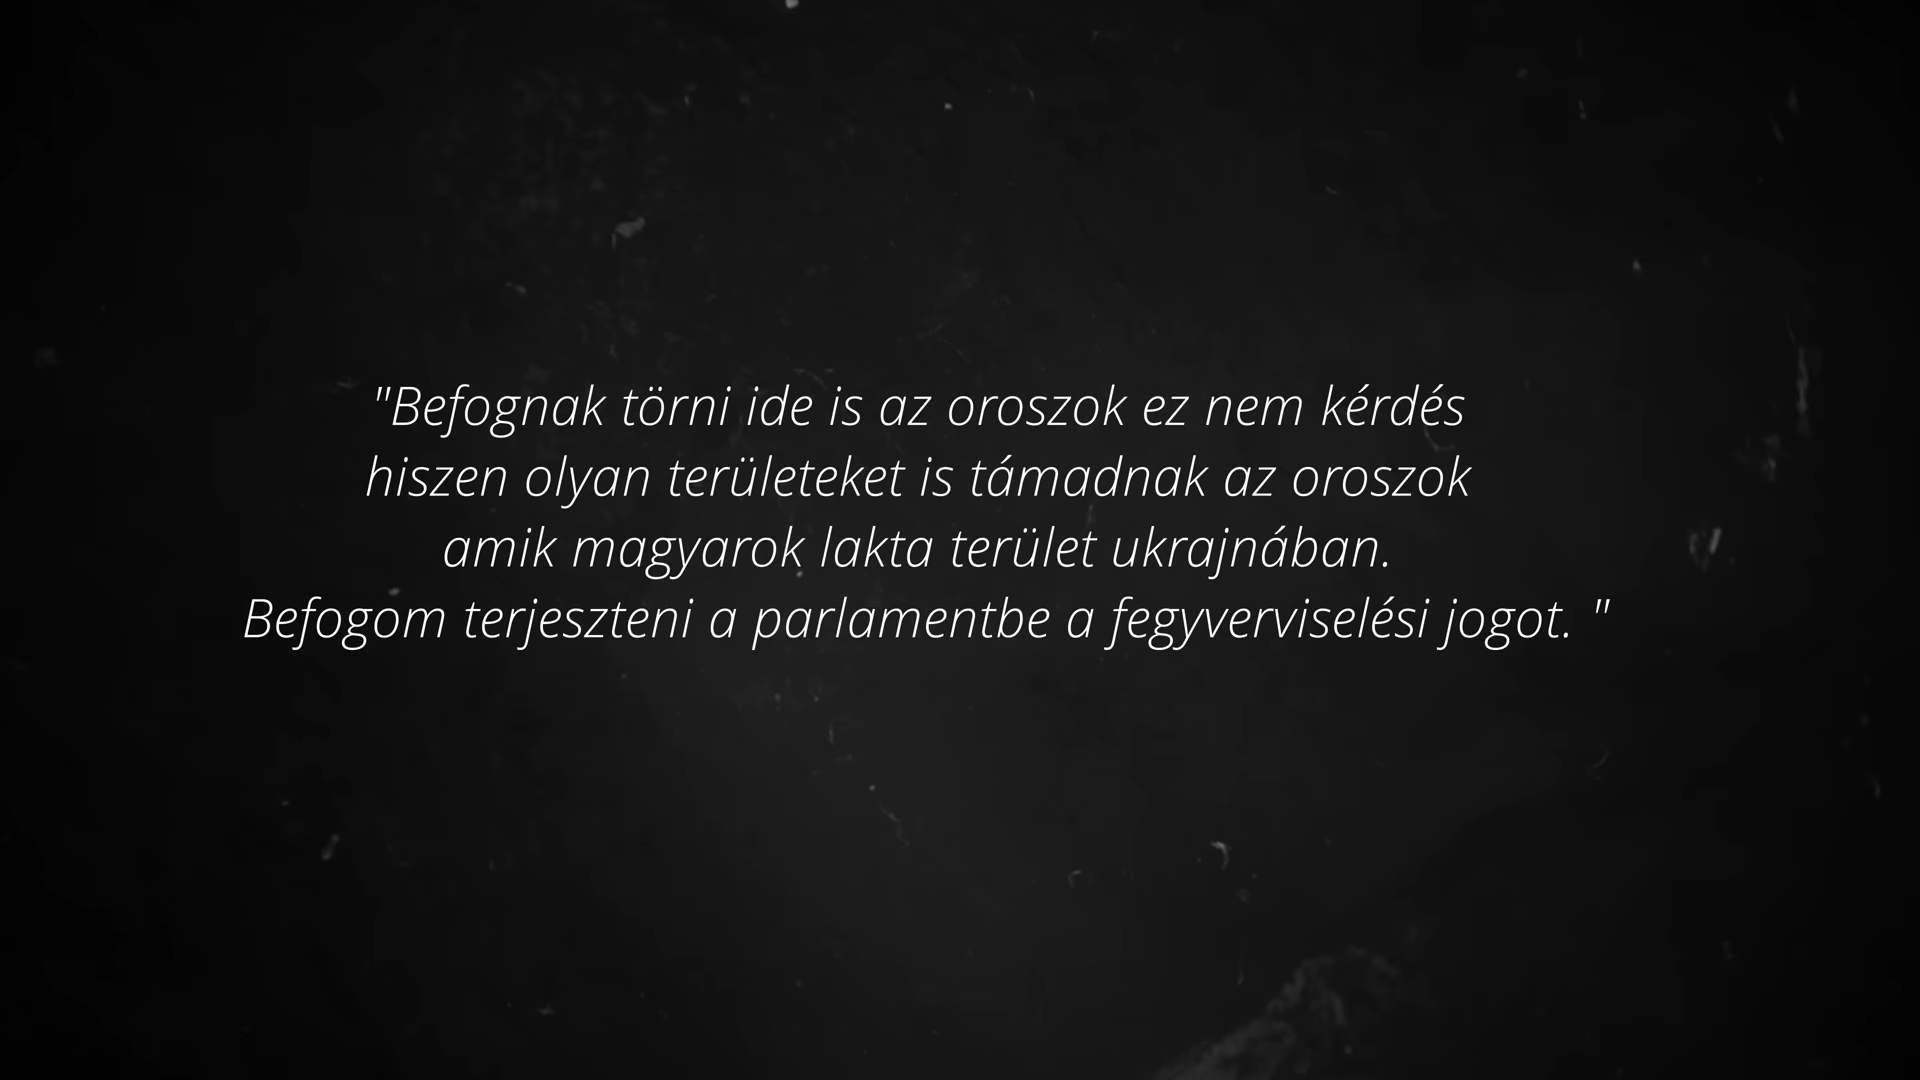 "Befognak törni ide is az oroszok ez nem kérdés
hiszen olyan területeket is támadnak az oroszok
amik magyarok lakta terület ukrajnában.
Befogom terjeszteni a parlamentbe a fegyverviselési jogot. "